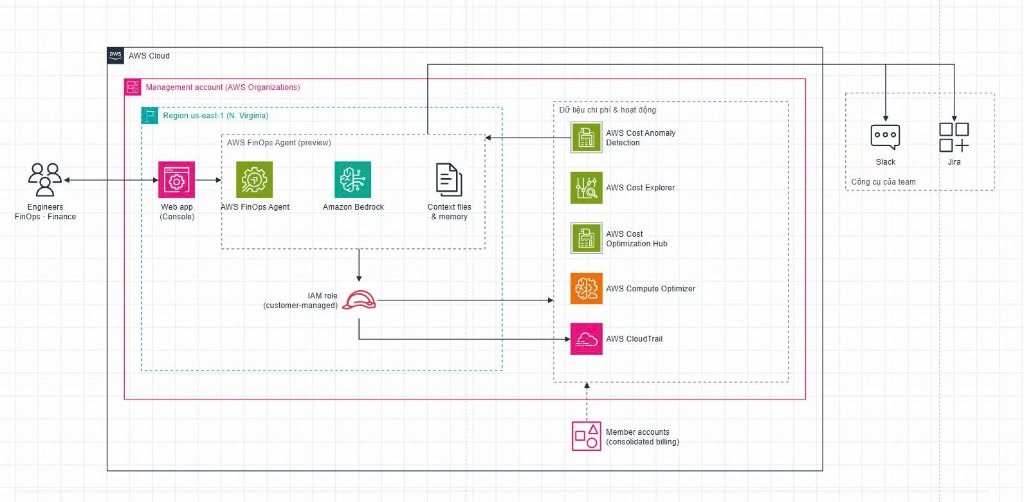 aws
AWS Cloud
Management account (AWS Organizations)
Region us-east-1 (N. Virginia)
AWS FinOps Agent (preview)
Engineers
FinOps - Finance
Web app
(Console)
AWS FinOps Agent
Amazon Bedrock
Context files
& memory
IAM role
(customer-managed)
Dữ liệu chi phí & hoạt động
AWS Cost Anomaly
Detection
AWS Cost Explorer
AWS Cost
Optimization Hub
AWS Compute Optimizer
AWS CloudTrail
Member accounts
(consolidated billing)
Slack
Jira
Công cụ của team